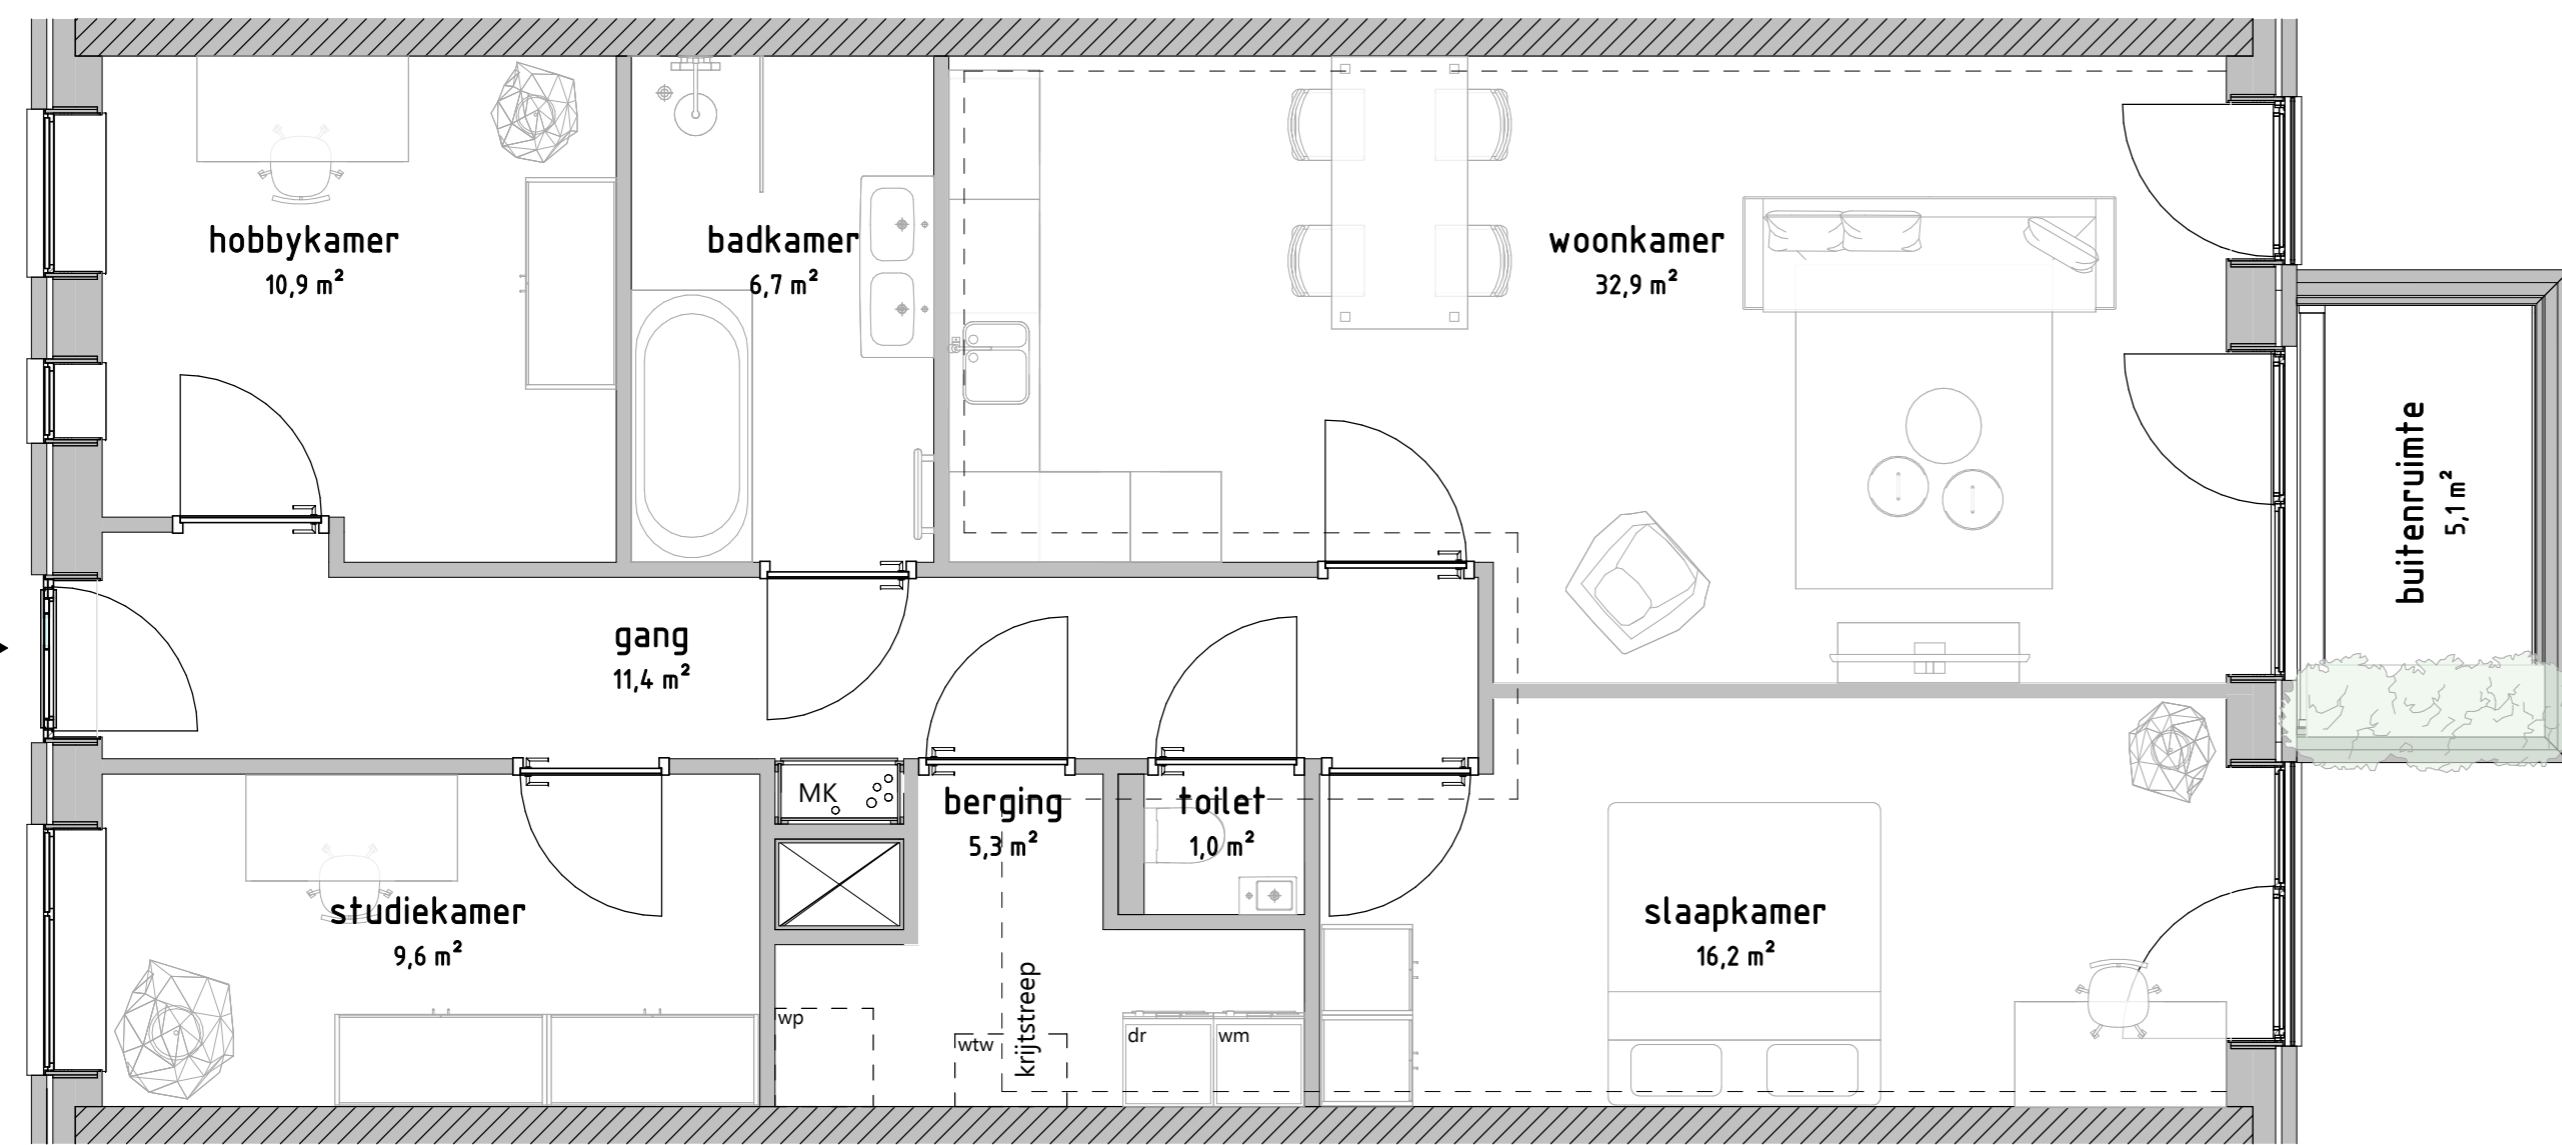 hobbykamer
10,9 m²
badkamer
6,7 m²
woonkamer
32,9 m²
buitenruimte
5,1 m²
gang
11,4 m²
MK
berging
5,3 m²
toilet
1,0 m²
studiekamer
9,6 m²
slaapkamer
16,2 m²
wp
wtw
krijtstreep
dr
wm